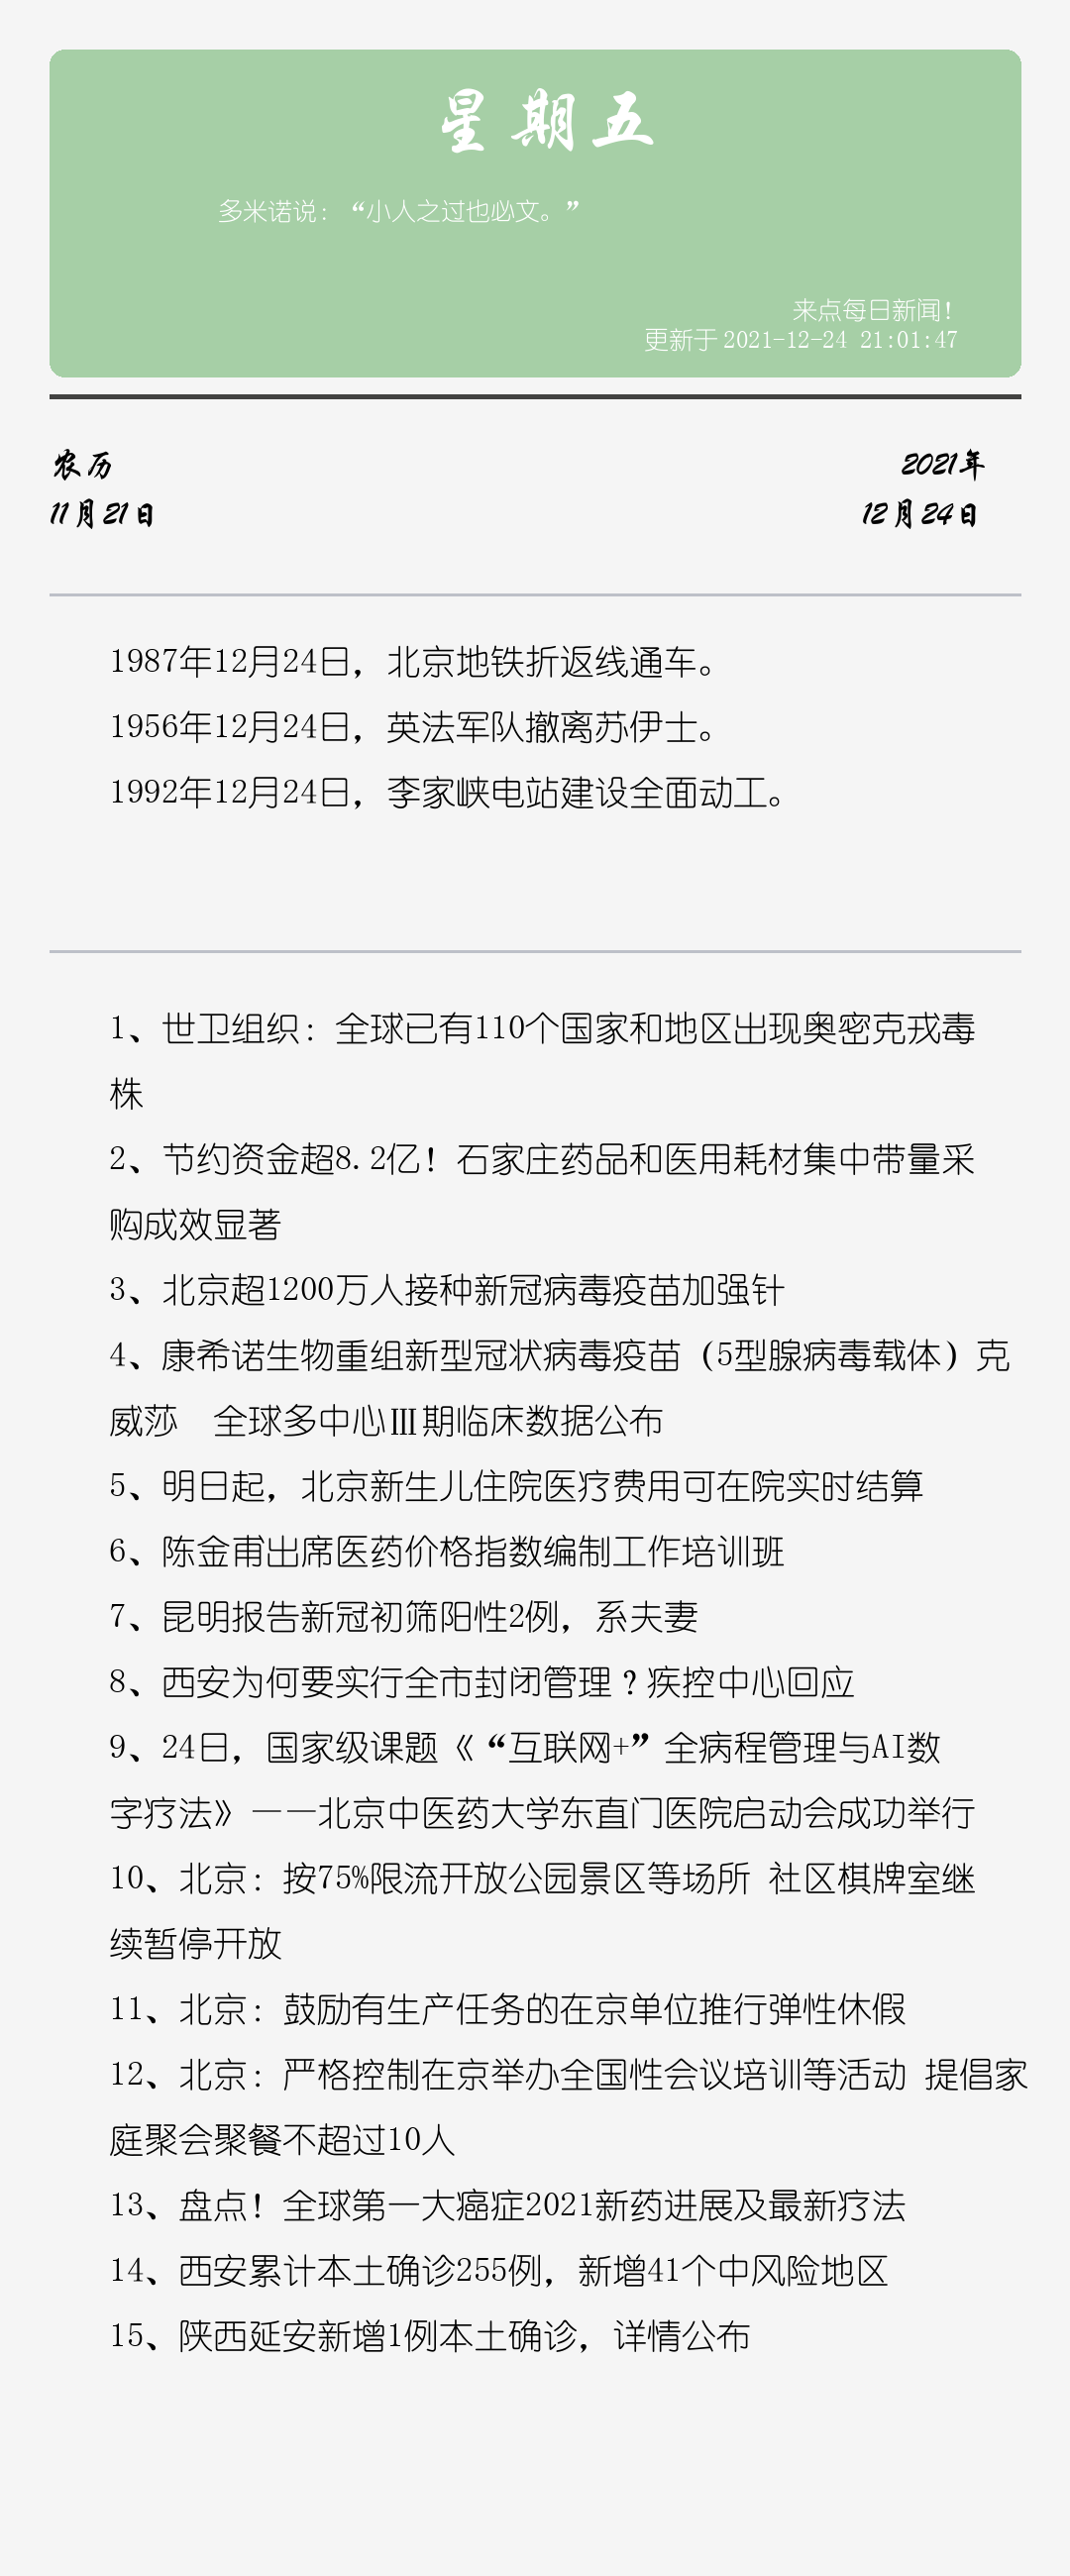 星期五
多米诺说：“小人之过也必文。”
来点每日新闻！
更新于 2021-12-24 21:01:47
农历
2021年
11月21日
12月24日
1987年12月24日，北京地铁折返线通车。
1956年12月24日，英法军队撤离苏伊士。
1992年12月24日，李家峡电站建设全面动工。
1、世卫组织：全球已有110个国家和地区出现奥密克戎毒
株
2、节约资金超8.2亿！石家庄药品和医用耗材集中带量采
购成效显著
3、北京超1200万人接种新冠病毒疫苗加强针
4、康希诺生物重组新型冠状病毒疫苗（5型腺病毒载体）克
威莎　全球多中心Ⅲ期临床数据公布
5、明日起，北京新生儿住院医疗费用可在院实时结算
6、陈金甫出席医药价格指数编制工作培训班
7、昆明报告新冠初筛阳性2例，系夫妻
8、西安为何要实行全市封闭管理？疾控中心回应
9、24日，国家级课题《“互联网+”全病程管理与AI数
字疗法》——北京中医药大学东直门医院启动会成功举行
10、北京：按75%限流开放公园景区等场所 社区棋牌室继
续暂停开放
11、北京：鼓励有生产任务的在京单位推行弹性休假
12、北京：严格控制在京举办全国性会议培训等活动 提倡家
庭聚会聚餐不超过10人
13、盘点！全球第一大癌症2021新药进展及最新疗法
14、西安累计本土确诊255例，新增41个中风险地区
15、陕西延安新增1例本土确诊，详情公布